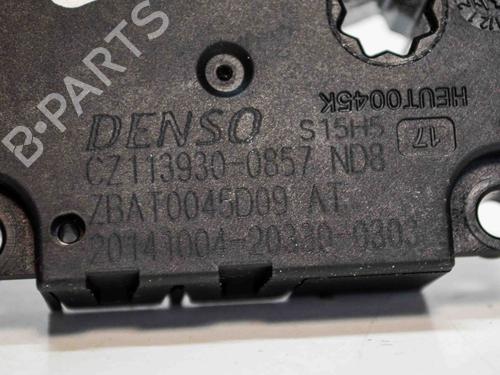 B-PARTS
HEUT0045K
DENSO S15H5 17
CZ113930-0857 ND8
ZBAT0045D09 AT
20141004-20330-0303